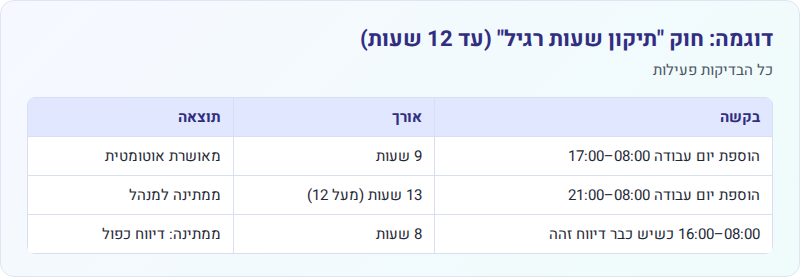 דוגמה: חוק "תיקון שעות רגיל" (עד 12 שעות)
כל הבדיקות פעילות
בקשה אורך תוצאה
הוספת יום עבודה 08:00–17:00 9 שעות מאושרת אוטומטית
הוספת יום עבודה 08:00–21:00 13 שעות (מעל 12) ממתינה למנהל
08:00–16:00 כשיש כבר דיווח זהה 8 שעות ממתינה: דיווח כפול